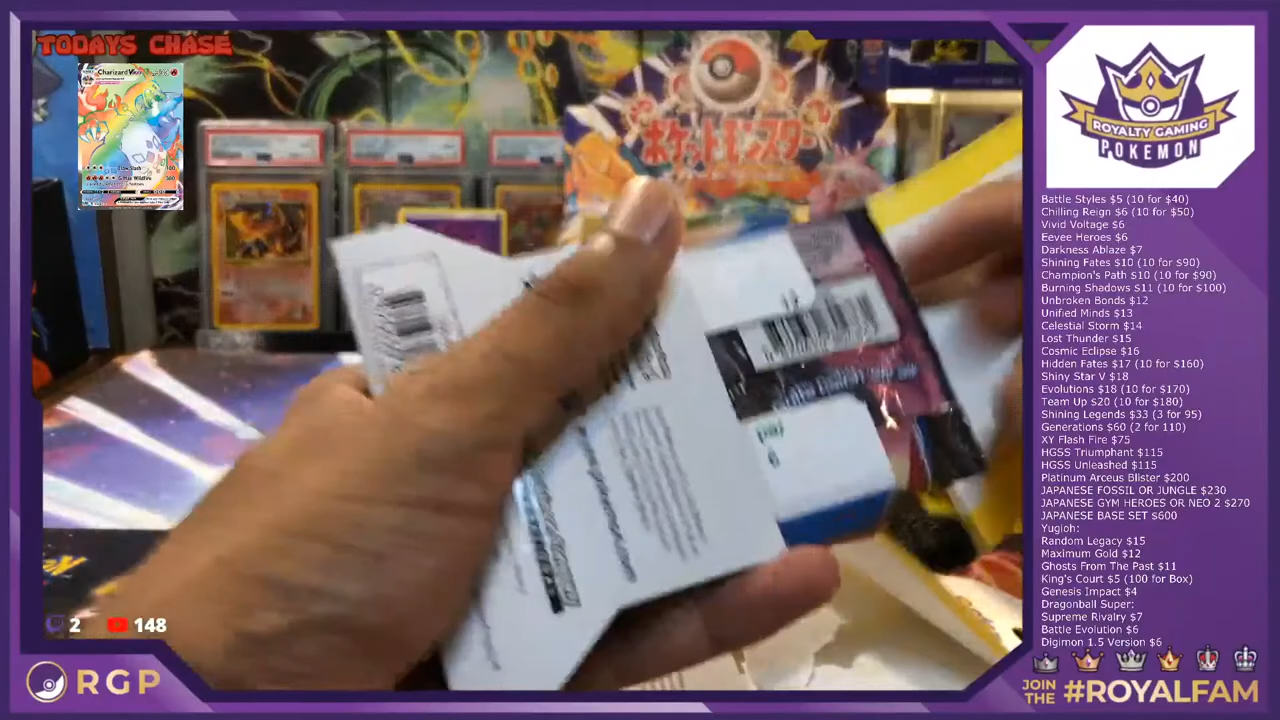 TODAYS CHASE
Charizard
ポケットモンスター
ROYALTY GAMING
POKEMON
Battle Styles $5 (10 for $40)
Chilling Reign $6 (10 for $50)
Vivid Voltage $6
Eevee Heroes $6
Darkness Ablaze $7
Shining Fates $10 (10 for $90)
Champion's Path $10 (10 for $90)
Burning Shadows $11 (10 for $100)
Unbroken Bonds $12
Unified Minds $13
Celestial Storm $14
Lost Thunder $15
Cosmic Eclipse $16
Hidden Fates $17 (10 for $160)
Shiny Star V $18
Evolutions $18 (10 for $170)
Team Up $20 (10 for $180)
Shining Legends $33 (3 for 95)
Generations $60 (2 for 110)
XY Flash Fire $75
HGSS Triumphant $115
HGSS Unleashed $115
Platinum Arceus Blister $200
JAPANESE FOSSIL OR JUNGLE $230
JAPANESE GYM HEROES OR NEO 2 $270
JAPANESE BASE SET $600
Yugioh:
Random Legacy $15
Maximum Gold $12
Ghosts From The Past $11
King's Court $5 (100 for Box)
Genesis Impact $4
Dragonball Super:
Supreme Rivalry $7
Battle Evolution $6
Digimon 1.5 Version $6
2
148
RGP
JOIN
THE
#ROYALFAM